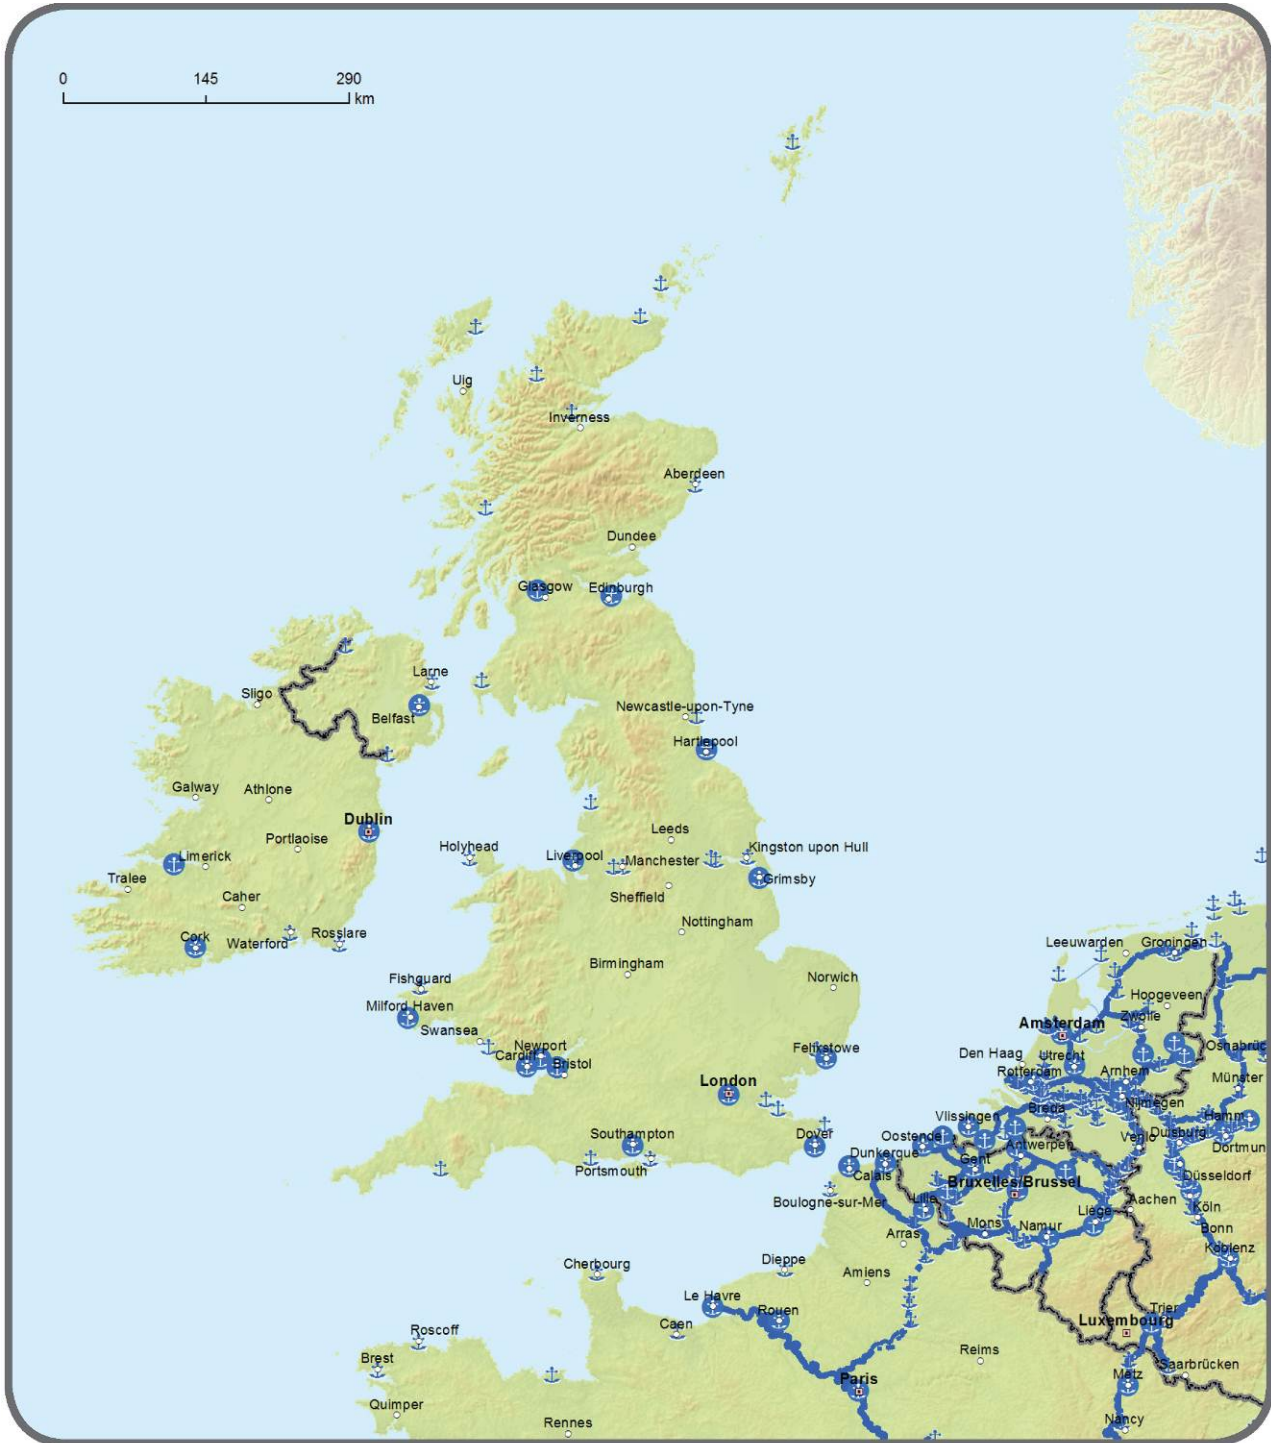 0 145 290
km
Uig
Inverness
Aberdeen
Dundee
Glasgow
Edinburgh
Larne
Sligo
Belfast
Newcastle-upon-Tyne
Hartlepool
Galway
Athlone
Dublin
Leeds
Portlaoise
Holyhead
Liverpool
Manchester
Kingston upon Hull
Limerick
Tralee
Grimsby
Sheffield
Caher
Nottingham
Cork
Waterford
Rosslare
Leeuwarden
Groningen
Birmingham
Fishguard
Norwich
Hoogeveen
Milford Haven
Zwolle
Swansea
Amsterdam
Newport
Cardiff
Bristol
Felixstowe
Den Haag
Utrecht
Osnabrüc
Rotterdam
Arnhem
Münster
London
Nijmegen
Breda
Vlissingen
Hamm
Southampton
Dover
Oostende
Duisburg
Venlo
Dortmun
Antwerpen
Dunkerque
Gent
Portsmouth
Calais
Düsseldorf
Bruxelles/Brussel
Boulogne-sur-Mer
Lille
Aachen
Köln
Liège
Mons
Namur
Bonn
Arras
Koblenz
Cherbourg
Dieppe
Amiens
Le Havre
Rouen
Trier
Luxembourg
Caen
Roscoff
Reims
Brest
Saarbrücken
Paris
Metz
Quimper
Rennes
Nancy